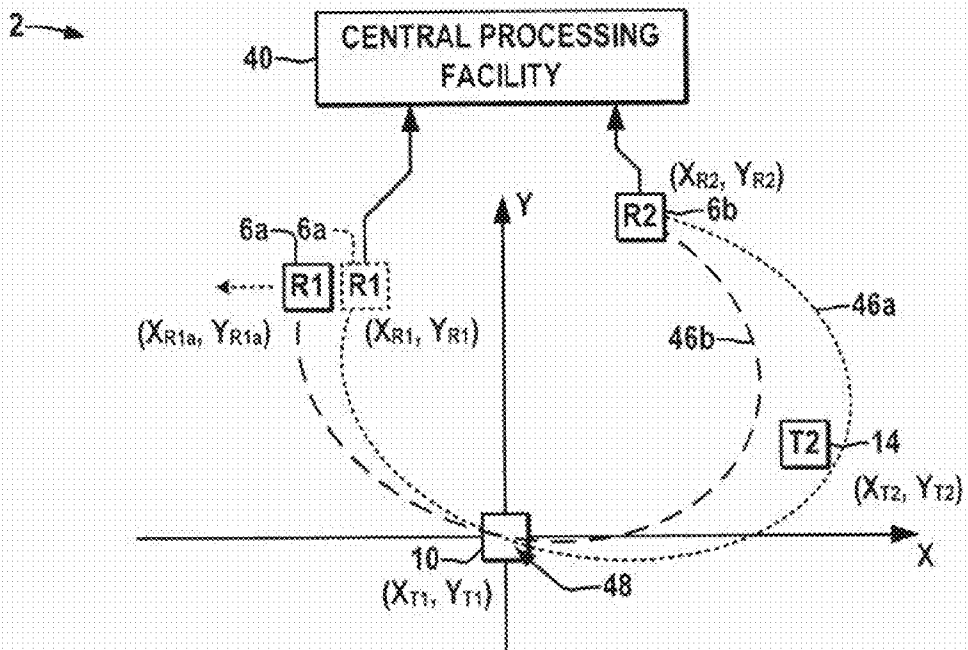 2
40
CENTRAL PROCESSING
FACILITY
(XR2, YR2)
Y
R2
6b
6a
6a
R1
R1
46a
(XR1a, YR1a)
(XR1, YR1)
46b
T2
14
(XT2, YT2)
10
X
48
(XT1, YT1)